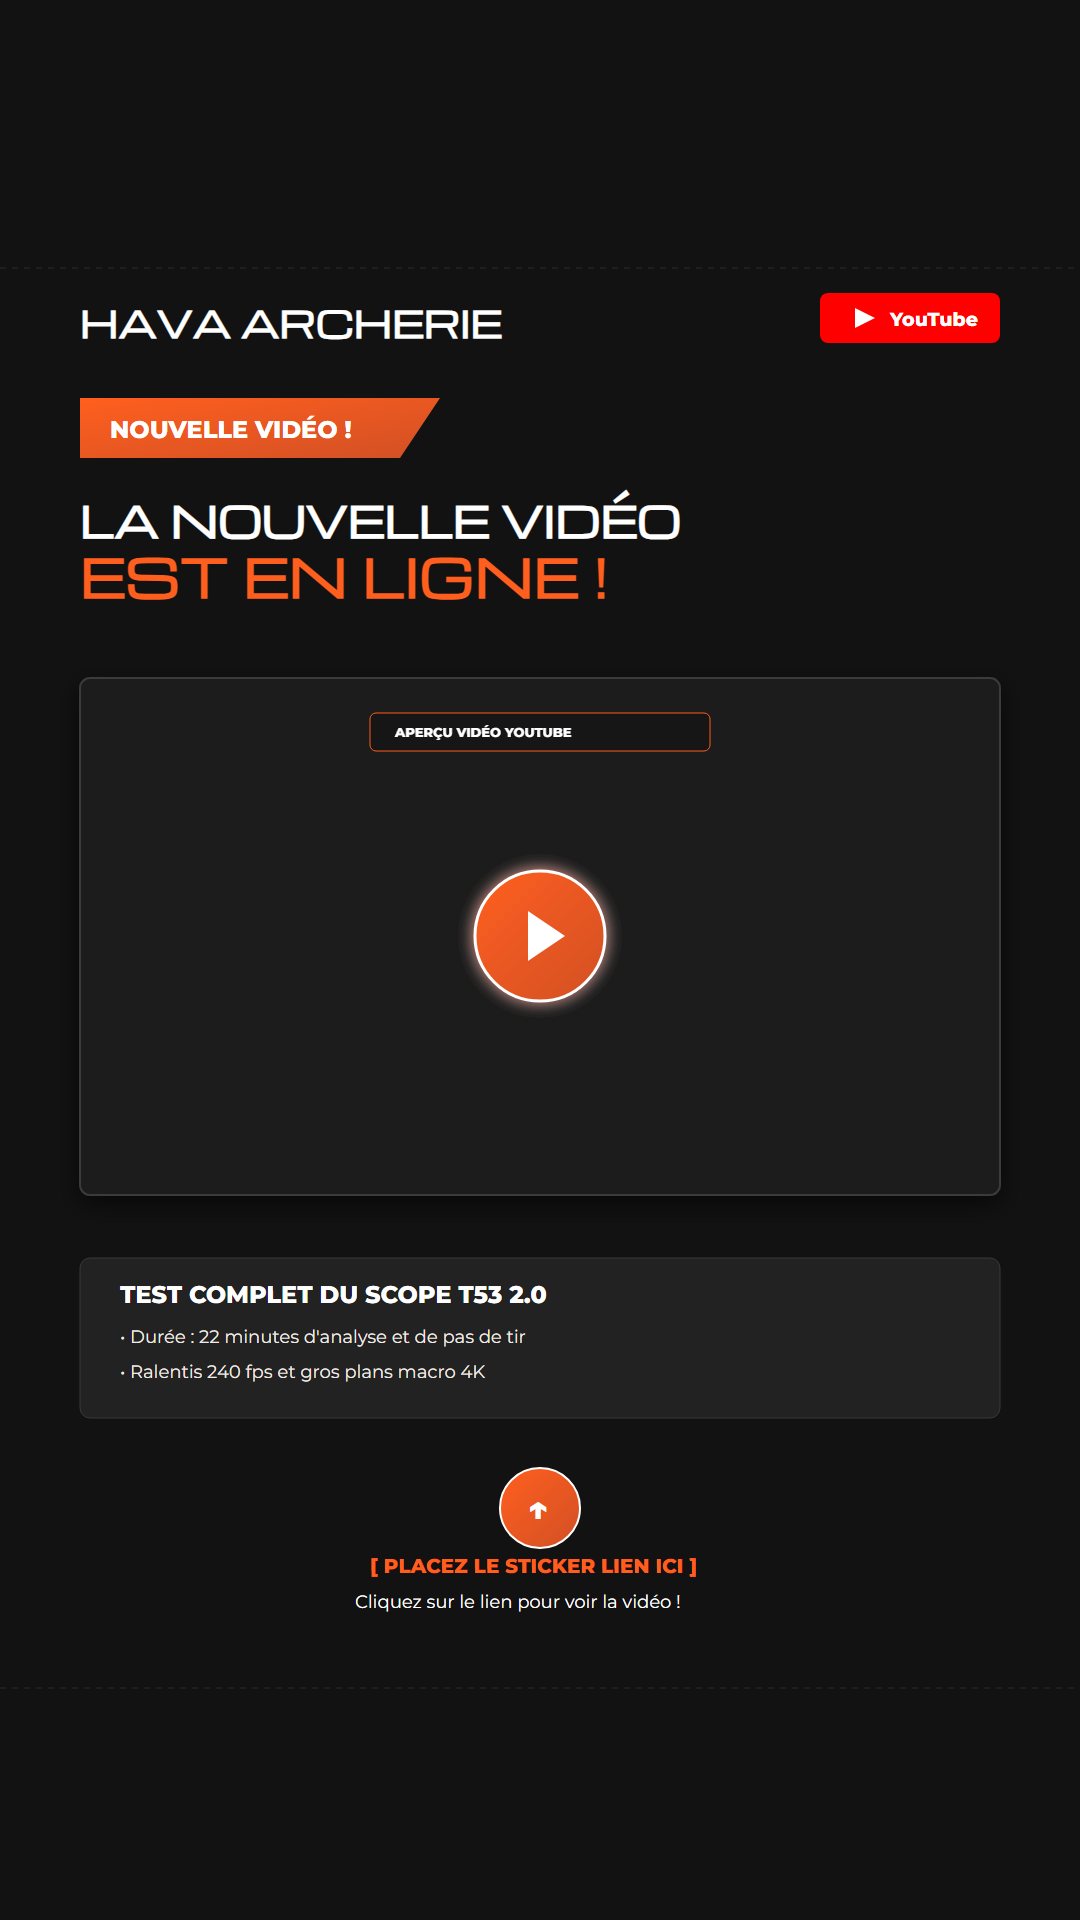 HAVA ARCHERIE
YouTube
NOUVELLE VIDÉO !
LA NOUVELLE VIDÉO
EST EN LIGNE !
APERÇU VIDÉO YOUTUBE
TEST COMPLET DU SCOPE T53 2.0
• Durée : 22 minutes d'analyse et de pas de tir
• Ralentis 240 fps et gros plans macro 4K
[ PLACEZ LE STICKER LIEN ICI ]
Cliquez sur le lien pour voir la vidéo !